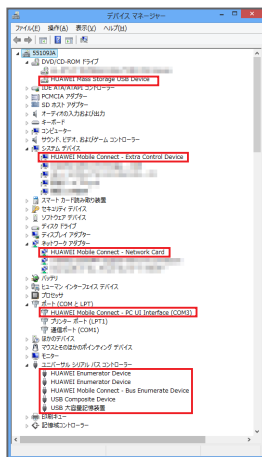 デバイス マネージャー
ファイル(F) 操作(A) 表示(V) ヘルプ(H)
551093A
DVD/CD-ROM ドライブ
HUAWEI Mass Storage USB Device
IDE ATA/ATAPI コントローラー
PCMCIA アダプター
SD ホスト アダプター
オーディオの入力および出力
キーボード
コンピューター
サウンド、ビデオ、およびゲーム コントローラー
システム デバイス
HUAWEI Mobile Connect - Extra Control Device
スマート カード読み取り装置
セキュリティ デバイス
ソフトウェア デバイス
ディスク ドライブ
ディスプレイ アダプター
ネットワーク アダプター
HUAWEI Mobile Connect - Network Card
バッテリ
ヒューマン インターフェイス デバイス
プロセッサ
ポート (COM と LPT)
HUAWEI Mobile Connect - PC UI Interface (COM3)
プリンター ポート (LPT1)
通信ポート (COM1)
ほかのデバイス
マウスとそのほかのポインティング デバイス
モニター
ユニバーサル シリアル バス コントローラー
HUAWEI Enumerator Device
HUAWEI Enumerator Device
HUAWEI Mobile Connect - Bus Enumerate Device
USB Composite Device
USB 大容量記憶装置
印刷キュー
記憶域コントローラー